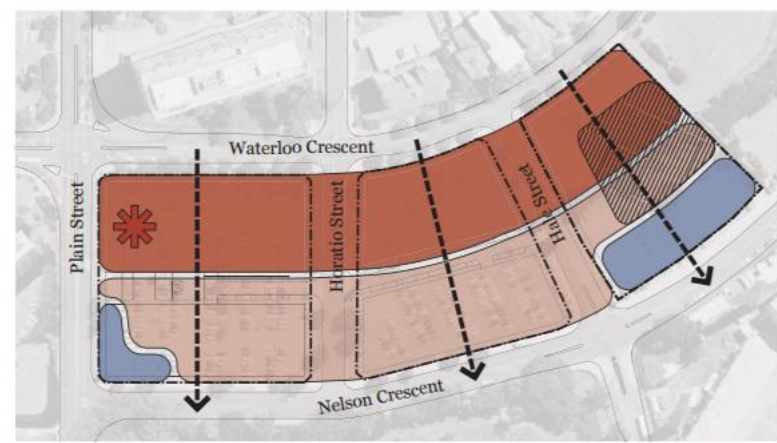 Waterloo Crescent
Plain Street
Horatio Street
Hale Street
Nelson Crescent